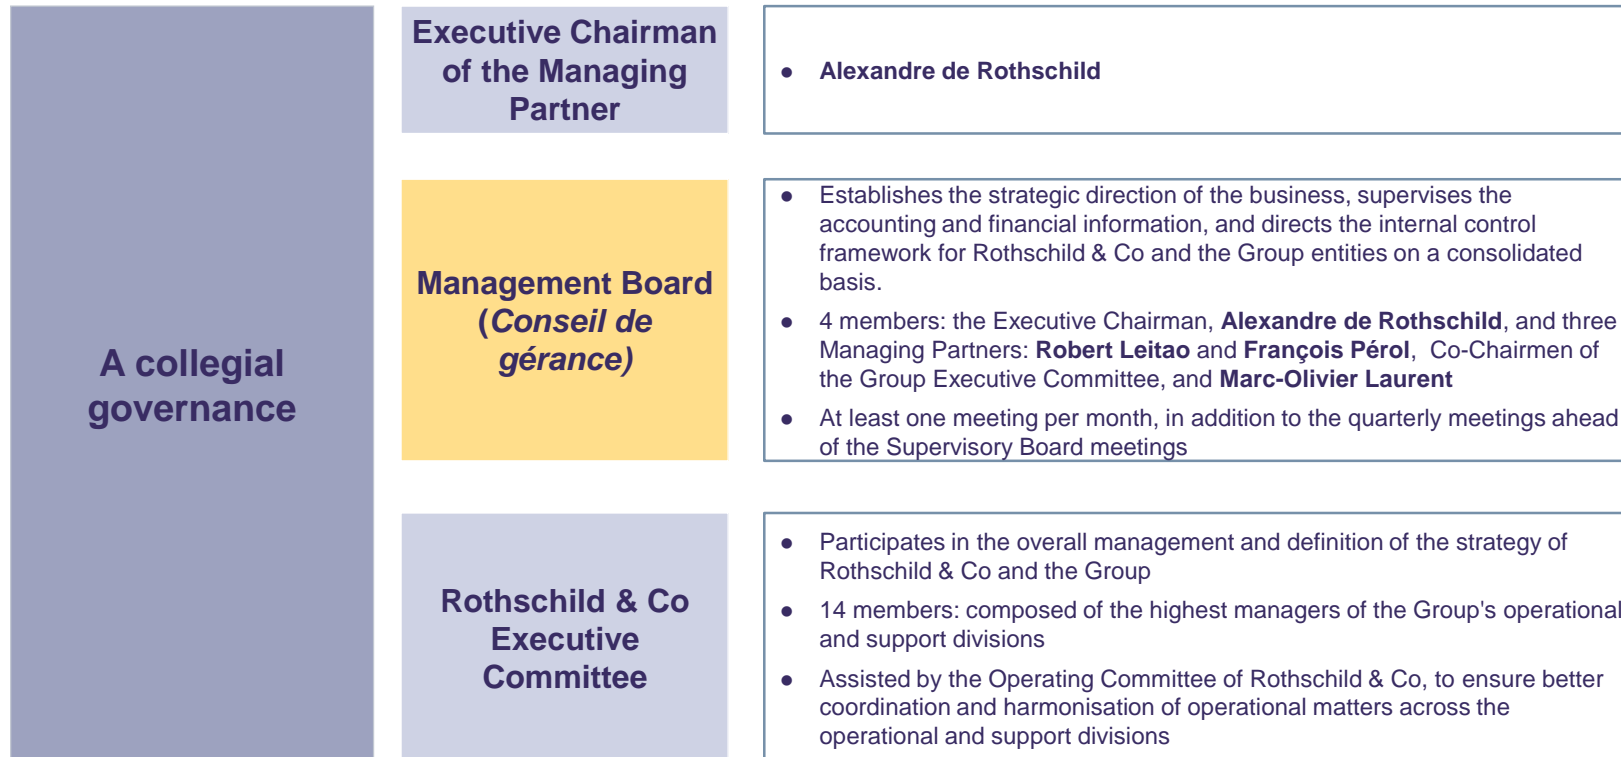 A collegial
governance
Executive Chairman
of the Managing
Partner
● Alexandre de Rothschild
Management Board
(Conseil de
gérance)
● Establishes the strategic direction of the business, supervises the
accounting and financial information, and directs the internal control
framework for Rothschild & Co and the Group entities on a consolidated
basis.
● 4 members: the Executive Chairman, Alexandre de Rothschild, and three
Managing Partners: Robert Leitao and François Pérol, Co-Chairmen of
the Group Executive Committee, and Marc-Olivier Laurent
● At least one meeting per month, in addition to the quarterly meetings ahead
of the Supervisory Board meetings
Rothschild & Co
Executive
Committee
● Participates in the overall management and definition of the strategy of
Rothschild & Co and the Group
● 14 members: composed of the highest managers of the Group's operational
and support divisions
● Assisted by the Operating Committee of Rothschild & Co, to ensure better
coordination and harmonisation of operational matters across the
operational and support divisions